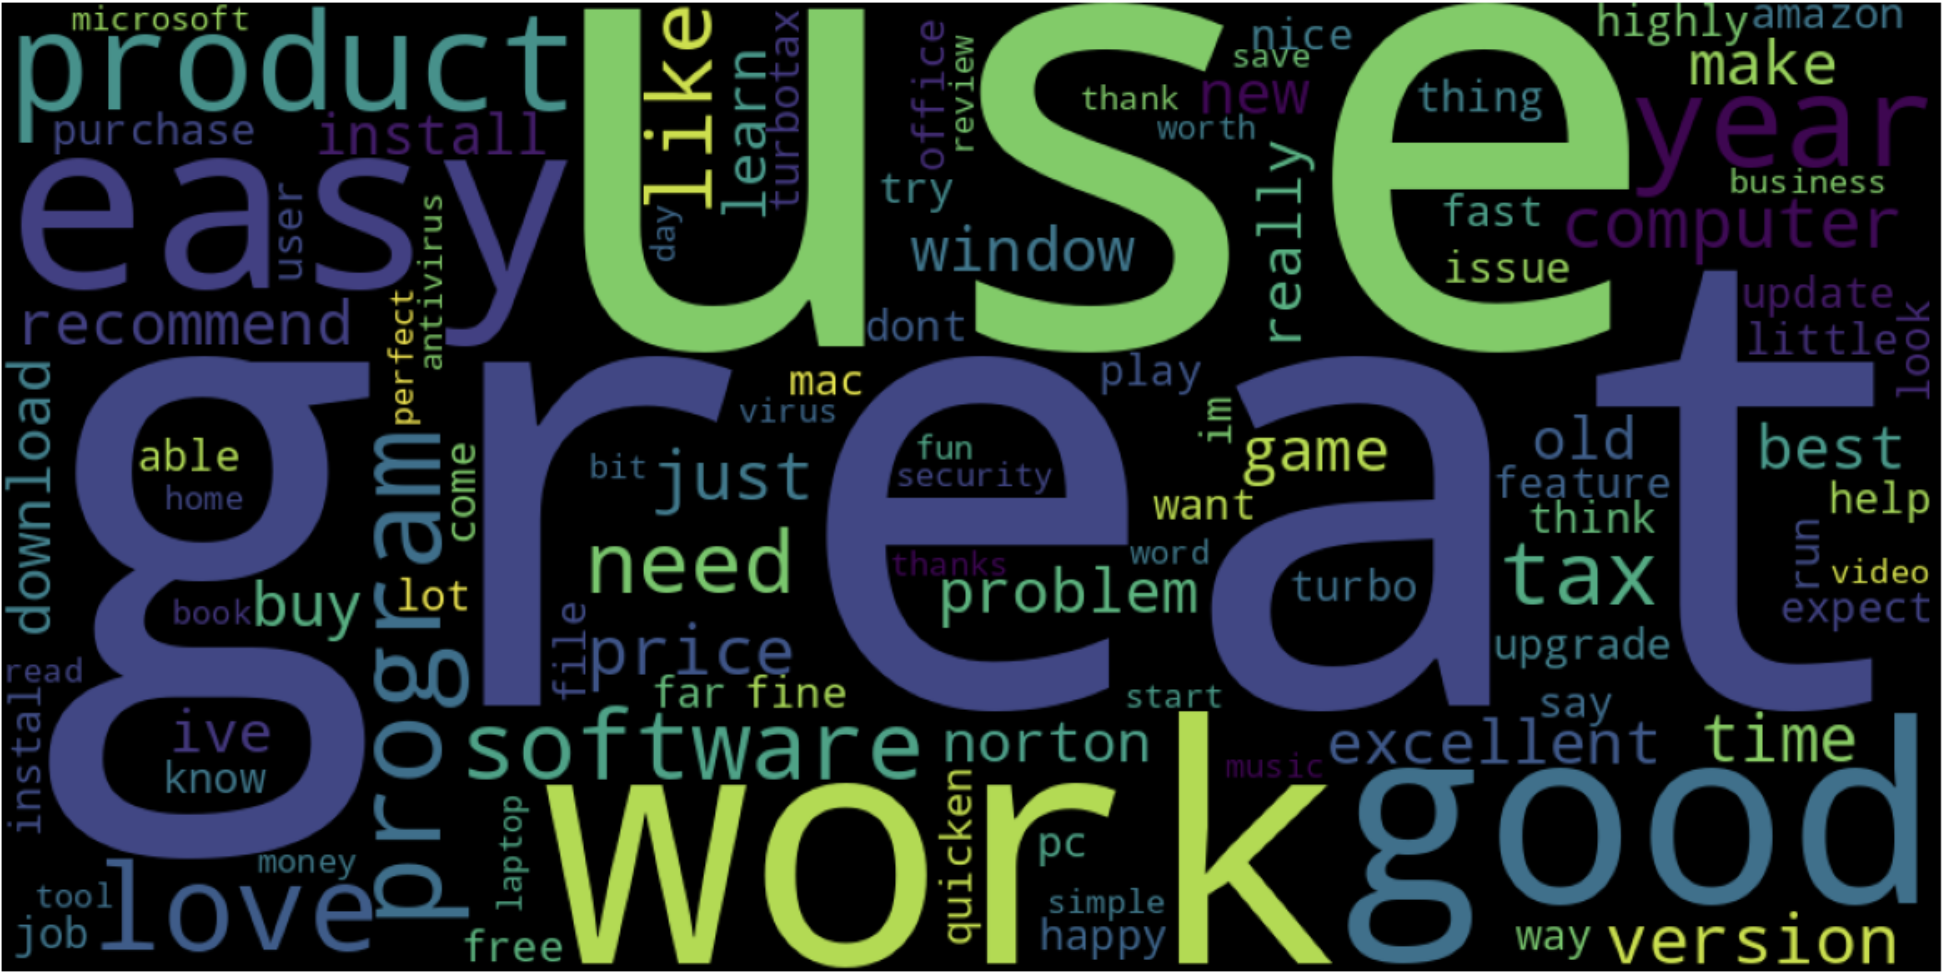 microsoft
product
use
like
learn
turbotax
office
review
nice
save
thank
new
worth
thing
highly
amazon
make
year
purchase
install
easy
user
antivirus
day
try
window
really
fast
issue
business
computer
recommend
perfect
dont
update
little
look
download
great
able
home
program
come
mac
virus
play
im
bit
just
fun
security
game
want
old
feature
best
help
think
need
thanks
problem
word
turbo
tax
run
video
expect
book
buy
lot
file
price
upgrade
read
instal
far
fine
start
say
ive
know
software
norton
music
excellent
time
laptop
work
quicken
pc
good
money
tool
love
job
free
simple
happy
way
version